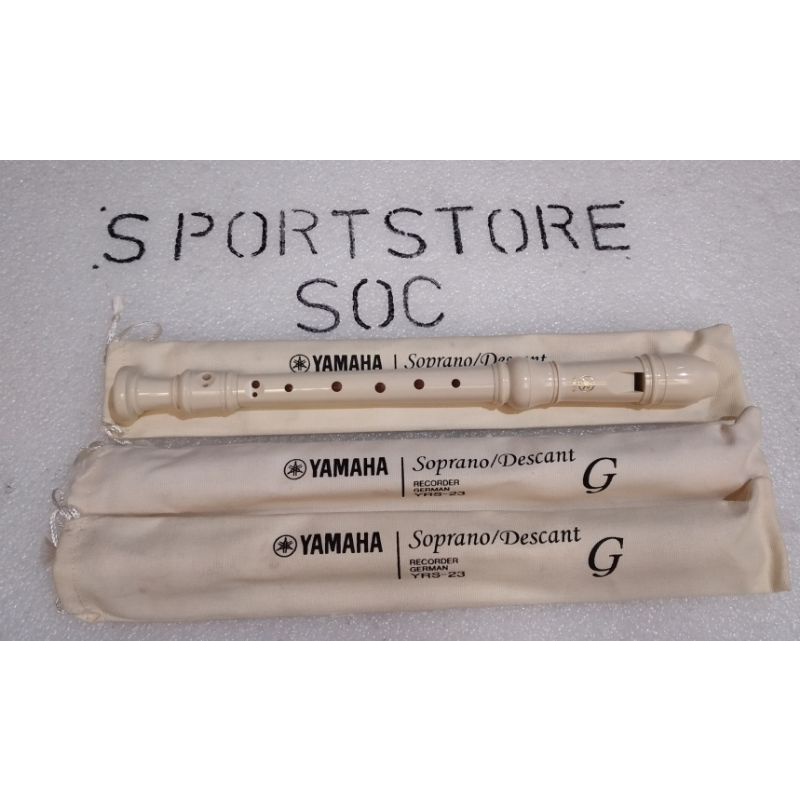 SPORTSTORE
SOC
YAMAHA | Soprano/Descant
YAMAHA | Soprano/Descant
RECORDER
GERMAN
YRS-23
G
YAMAHA | Soprano/Descant
RECORDER
GERMAN
YRS-23
G